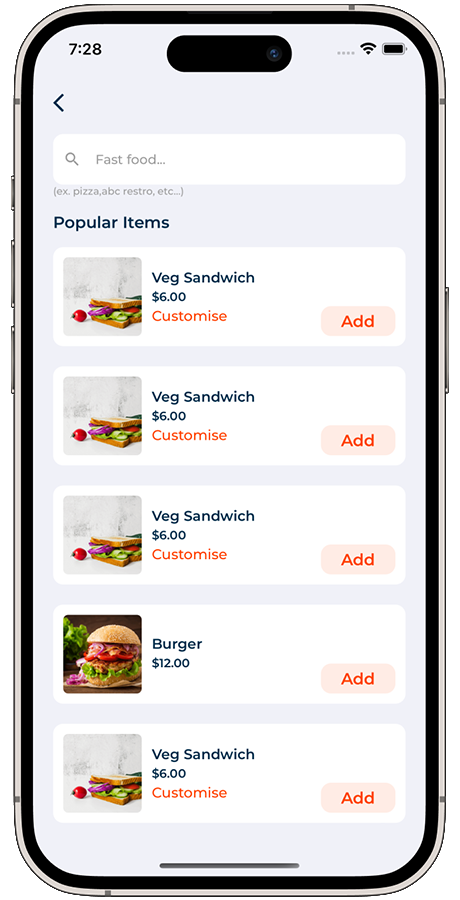 7:28
Fast food...
(ex. pizza,abc restro, etc...)
Popular Items
Veg Sandwich
$6.00
Customise
Add
Veg Sandwich
$6.00
Customise
Add
Veg Sandwich
$6.00
Customise
Add
Burger
$12.00
Add
Veg Sandwich
$6.00
Customise
Add